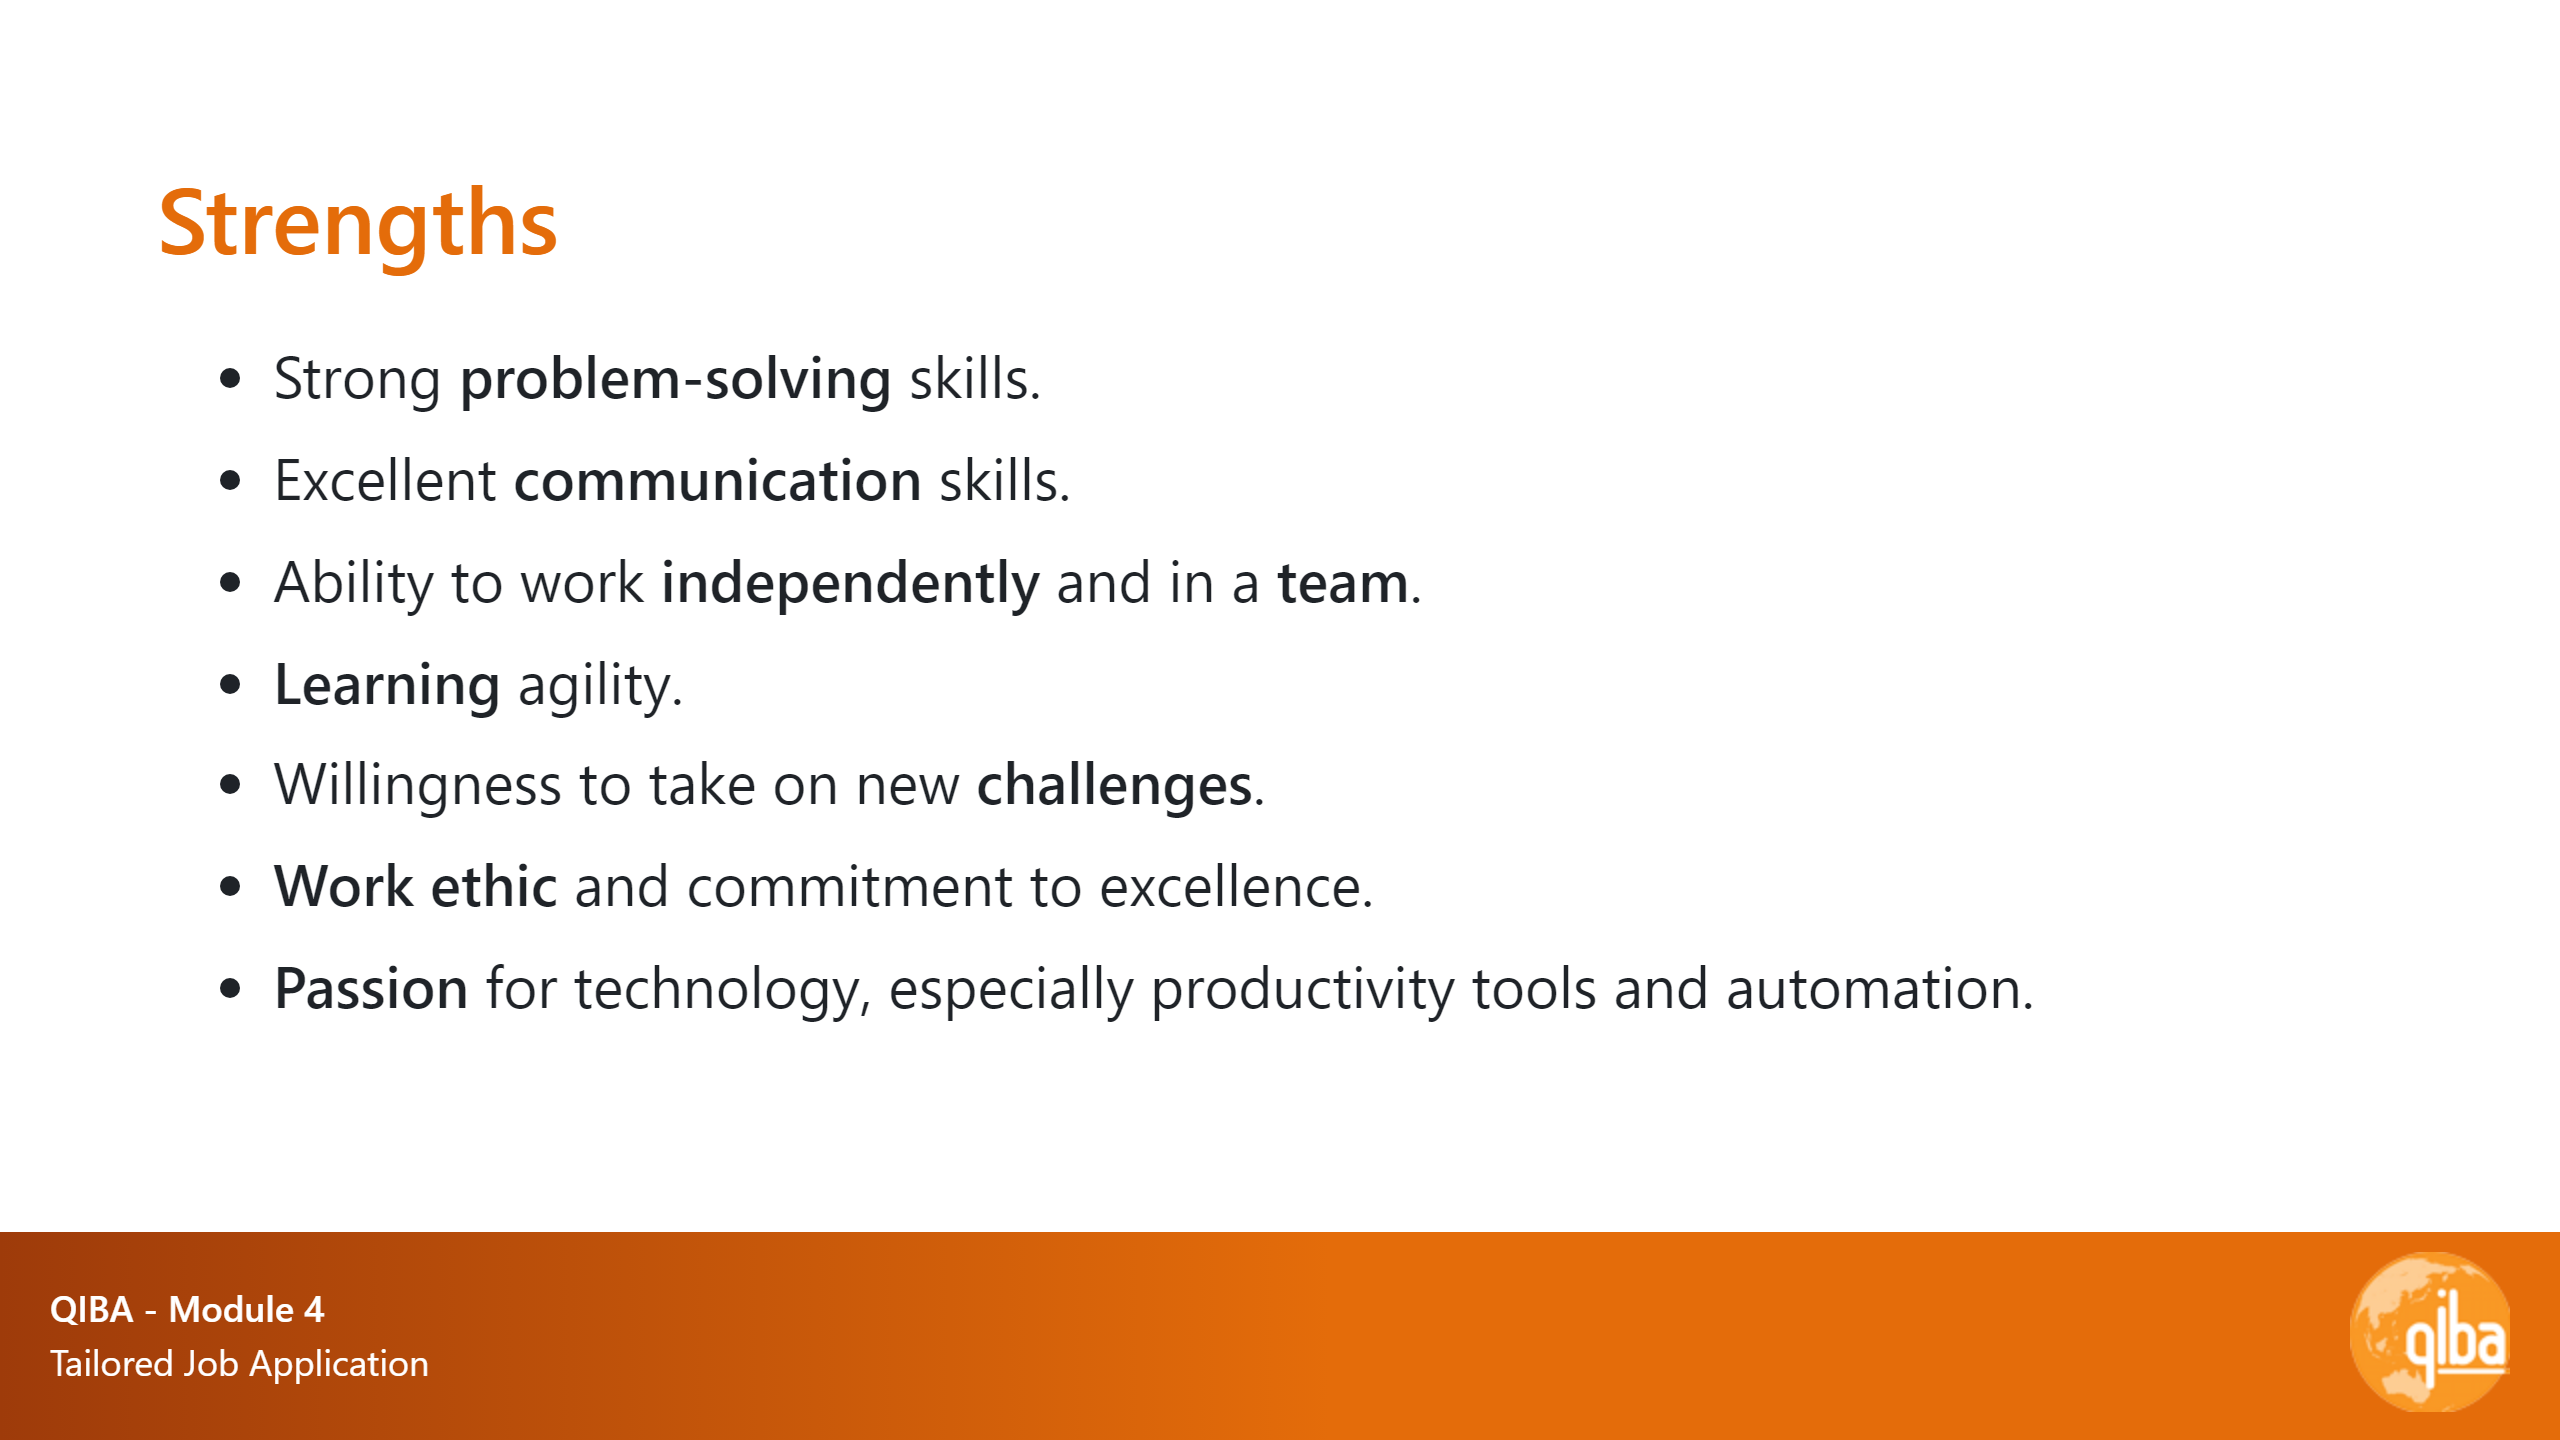 Strengths
• Strong problem-solving skills.
• Excellent communication skills.
• Ability to work independently and in a team.
• Learning agility.
• Willingness to take on new challenges.
• Work ethic and commitment to excellence.
• Passion for technology, especially productivity tools and automation.
QIBA - Module 4
Tailored Job Application
qiba